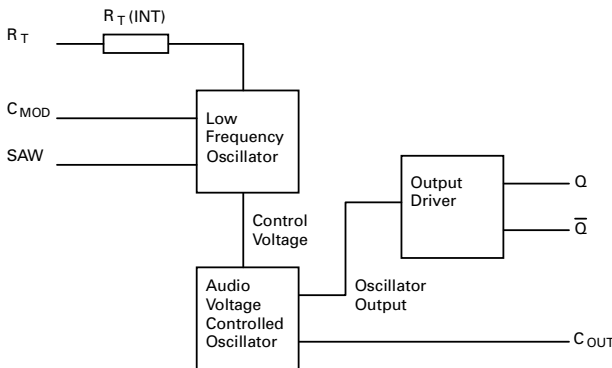 R T (INT)
R T
C MOD
SAW
Low
Frequency
Oscillator
Control
Voltage
Audio
Voltage
Controlled
Oscillator
Oscillator
Output
Output
Driver
Q
Q̅
C OUT